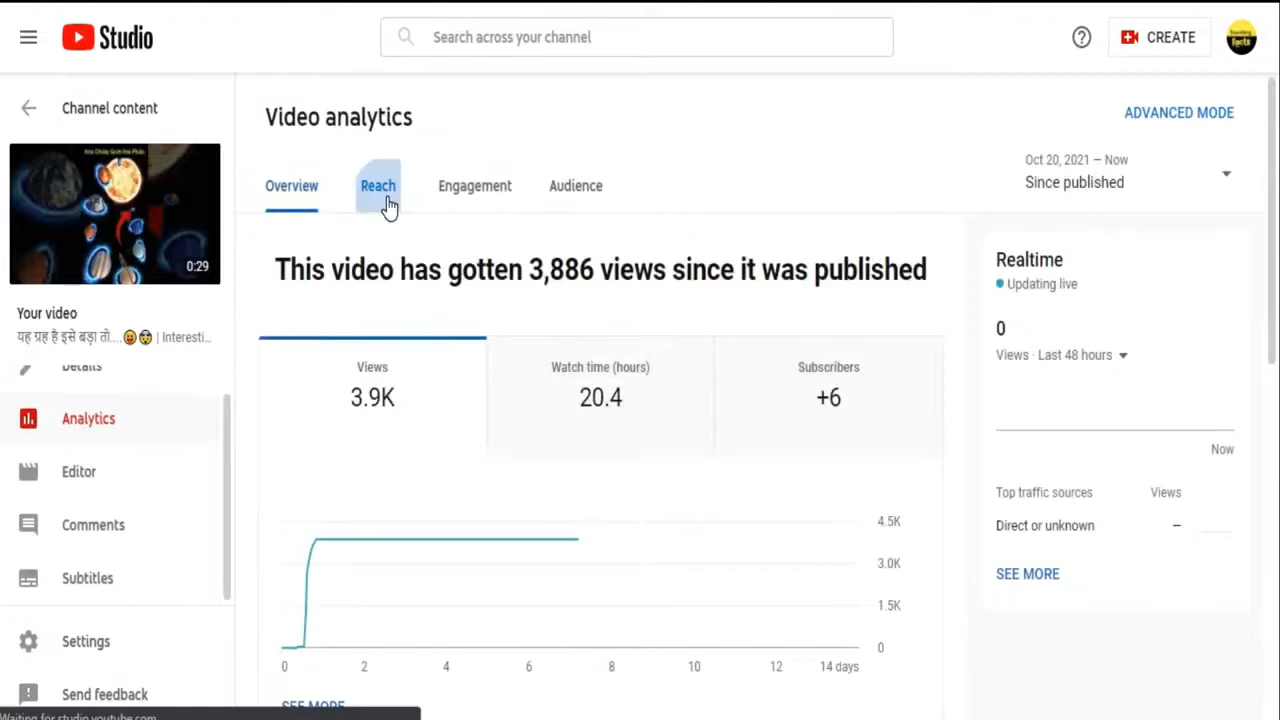 Studio
Search across your channel
CREATE
Channel content
0:29
Your video
यह ग्रह है इसे बड़ा तो....😝😨 | Interesti...
Details
Analytics
Editor
Comments
Subtitles
Settings
Send feedback
Waiting for studio.youtube.com
Video analytics
ADVANCED MODE
Overview
Reach
Engagement
Audience
Oct 20, 2021 – Now
Since published
This video has gotten 3,886 views since it was published
Views
3.9K
Watch time (hours)
20.4
Subscribers
+6
4.5K
3.0K
1.5K
0
0 2 4 6 8 10 12 14 days
SEE MORE
Realtime
Updating live
0
Views · Last 48 hours
Now
Top traffic sources Views
Direct or unknown –
SEE MORE